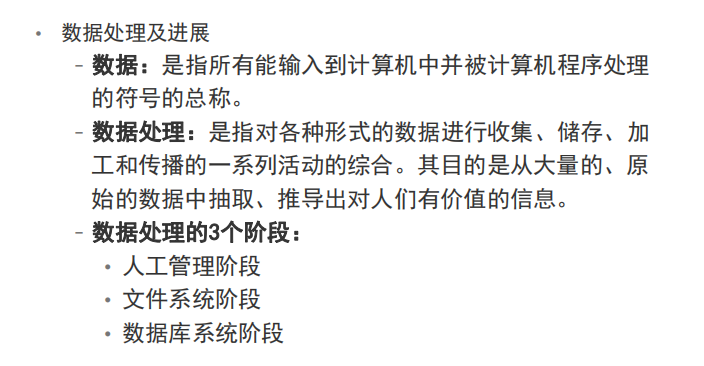 • 数据处理及进展
– 数据：是指所有能输入到计算机中并被计算机程序处理
的符号的总称。
– 数据处理：是指对各种形式的数据进行收集、储存、加
工和传播的一系列活动的综合。其目的是从大量的、原
始的数据中抽取、推导出对人们有价值的信息。
– 数据处理的3个阶段：
• 人工管理阶段
• 文件系统阶段
• 数据库系统阶段